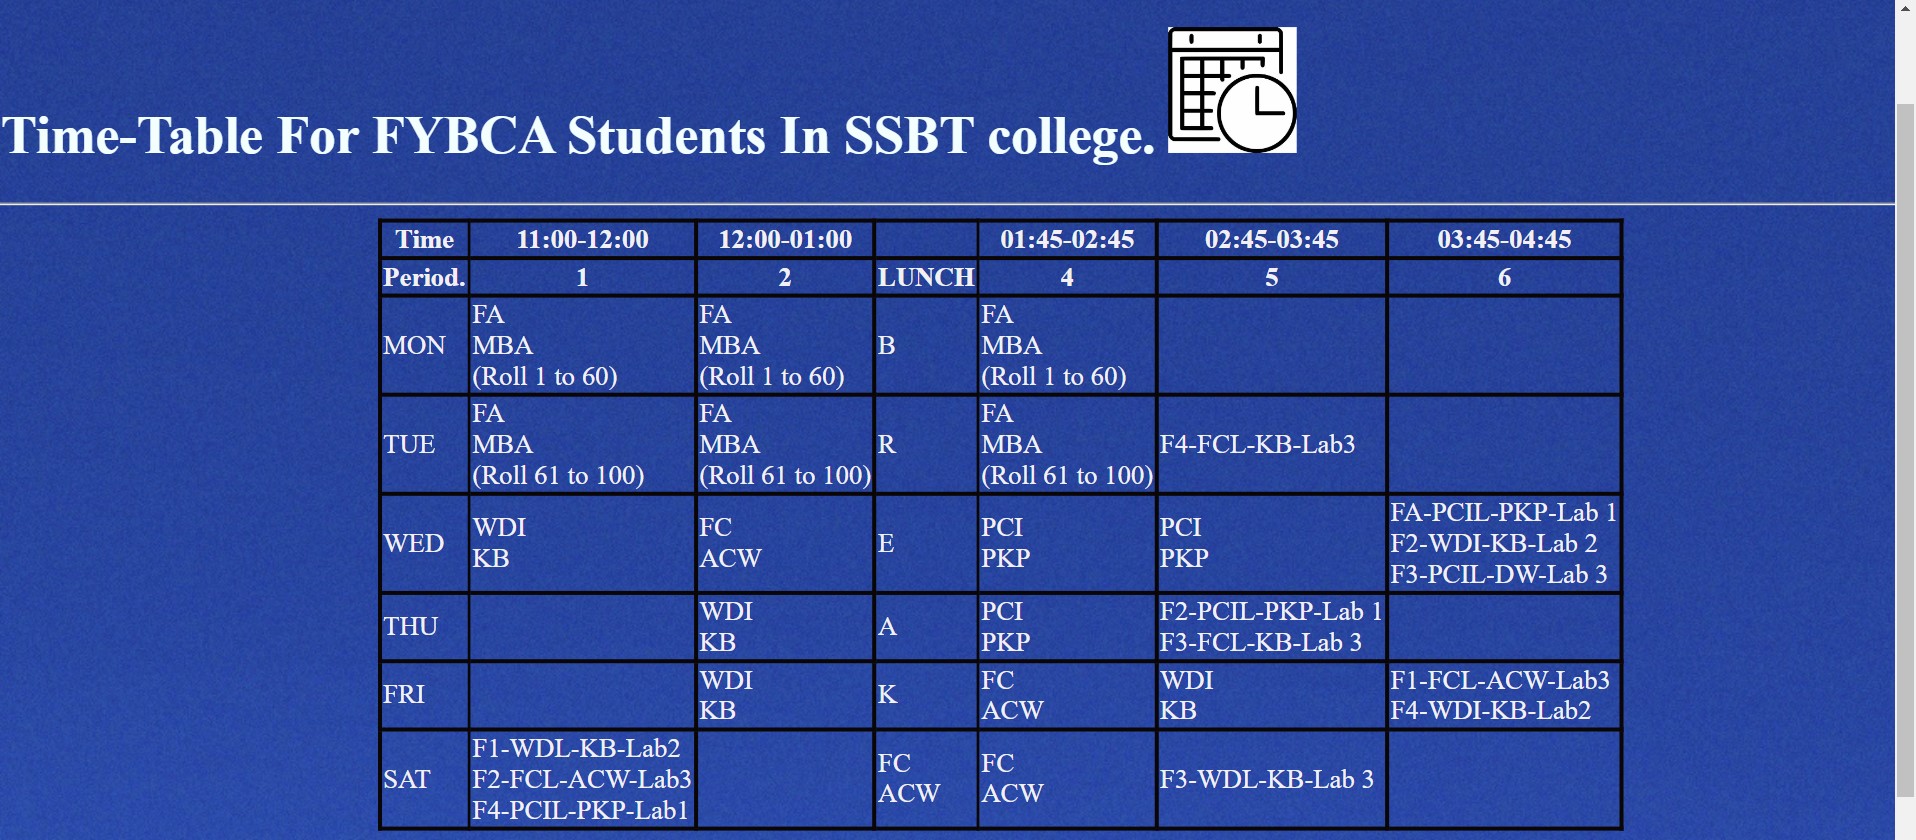 Time-Table For FYBCA Students In SSBT college.
Time 11:00-12:00 12:00-01:00 01:45-02:45 02:45-03:45 03:45-04:45
Period. 1 2 LUNCH 4 5 6
MON
FA
MBA
(Roll 1 to 60)
FA
MBA
(Roll 1 to 60)
B
FA
MBA
(Roll 1 to 60)
TUE
FA
MBA
(Roll 61 to 100)
FA
MBA
(Roll 61 to 100)
R
FA
MBA
(Roll 61 to 100)
F4-FCL-KB-Lab3
WED
WDI
KB
FC
ACW
E
PCI
PKP
PCI
PKP
FA-PCIL-PKP-Lab 1
F2-WDI-KB-Lab 2
F3-PCIL-DW-Lab 3
THU
WDI
KB
A
PCI
PKP
F2-PCIL-PKP-Lab 1
F3-FCL-KB-Lab 3
FRI
WDI
KB
K
FC
ACW
WDI
KB
F1-FCL-ACW-Lab3
F4-WDI-KB-Lab2
SAT
F1-WDL-KB-Lab2
F2-FCL-ACW-Lab3
F4-PCIL-PKP-Lab1
FC
ACW
FC
ACW
F3-WDL-KB-Lab 3